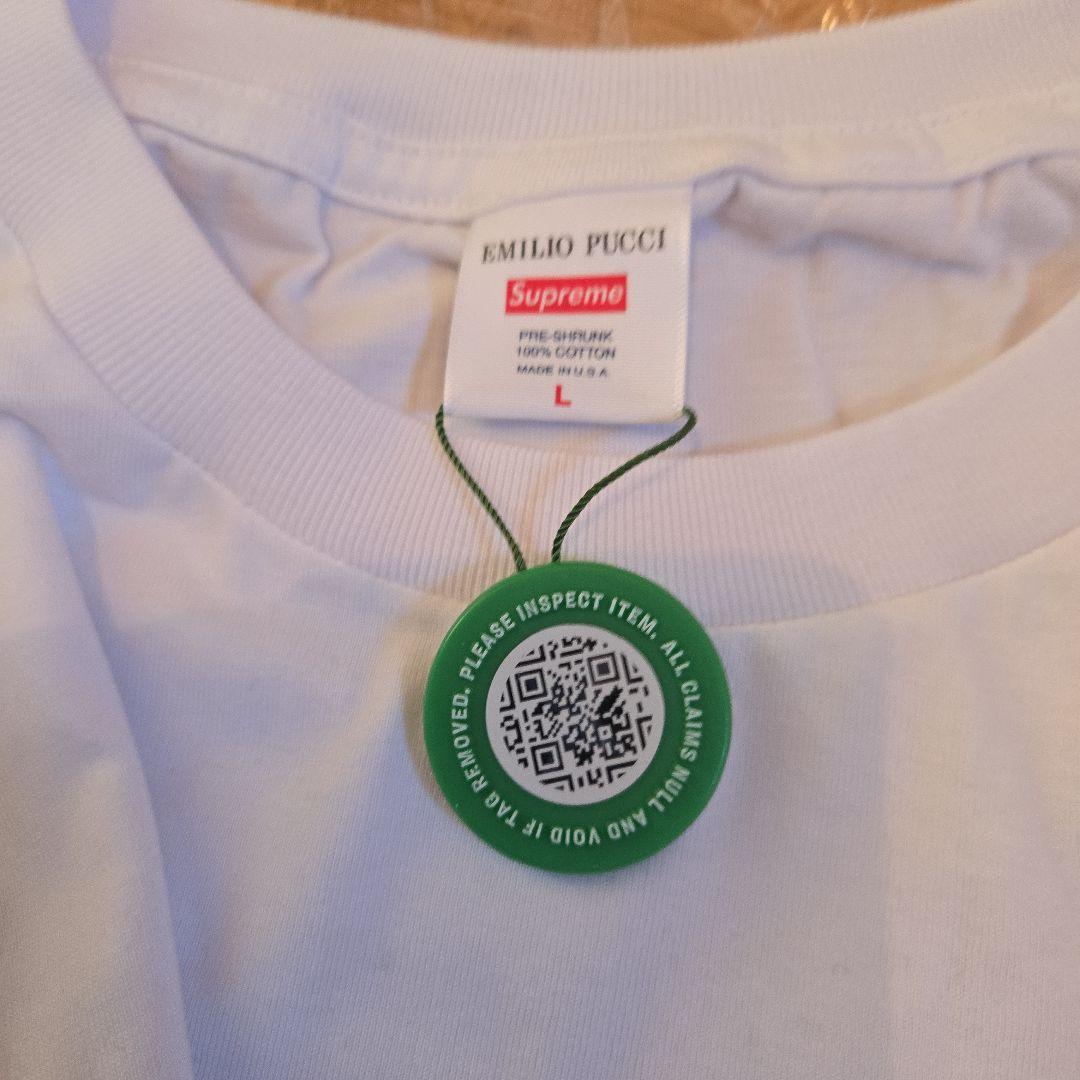 EMILIO PUCCI
Supreme
PRE-SHRUNK
100% COTTON
MADE IN U.S.A.
L
PLEASE INSPECT ITEM. ALL CLAIMS NULL AND VOID IF TAG REMOVED.